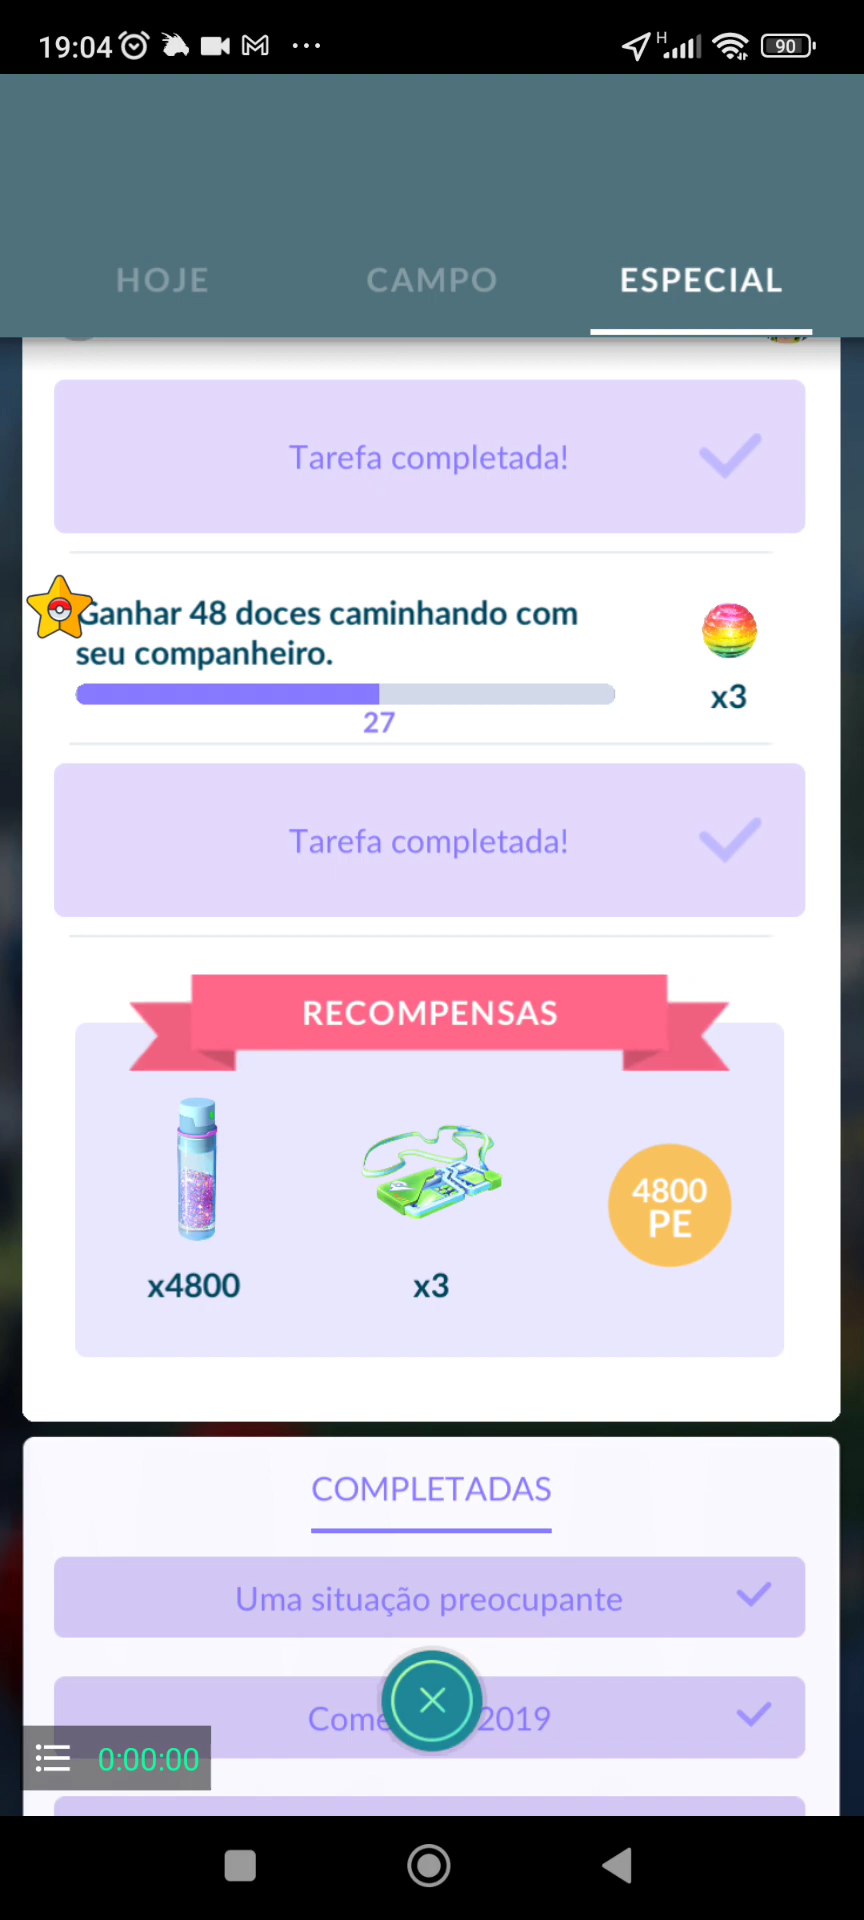 19:04
H
90
HOJE
CAMPO
ESPECIAL
Tarefa completada!
Ganhar 48 doces caminhando com
seu companheiro.
x3
27
Tarefa completada!
RECOMPENSAS
4800
PE
x4800
x3
COMPLETADAS
Uma situação preocupante
Come 2019
0:00:00